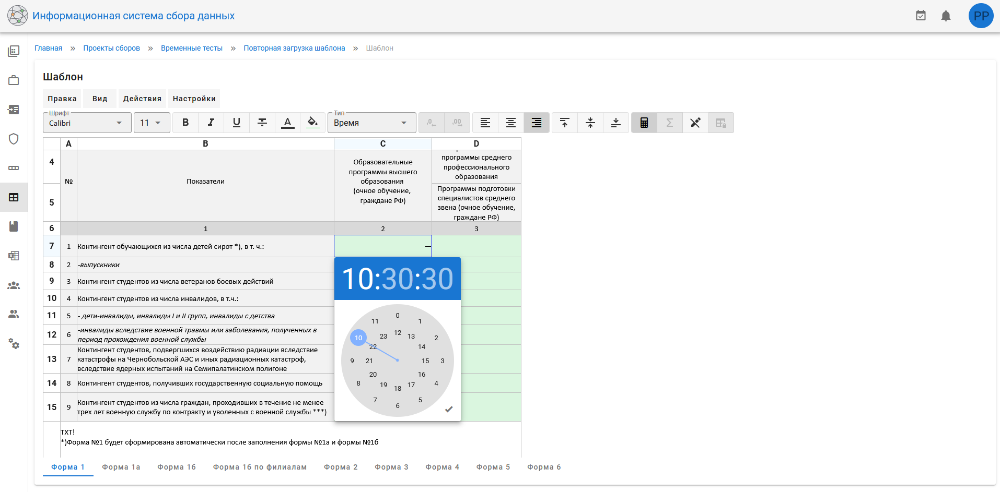 Информационная система сбора данных
PP
Главная » Проекты сборов » Временные тесты » Повторная загрузка шаблона » Шаблон
Шаблон
Правка Вид Действия Настройки
Шрифт
Calibri
11
B I U A
Тип
Время
,0 ,00
Σ
A B C D
4
5
№
Показатели
Образовательные
программы высшего
образования
(очное обучение,
граждане РФ)
программы среднего
профессионального
образования
Программы подготовки
специалистов среднего
звена (очное обучение,
граждане РФ)
6 1 2 3
7 1 Контингент обучающихся из числа детей сирот *), в т. ч.: —
8 2 -выпускники
9 3 Контингент студентов из числа ветеранов боевых действий
10 4 Контингент студентов из числа инвалидов, в т.ч.:
11 5 - дети-инвалиды, инвалиды I и II групп, инвалиды с детства
12 6 -инвалиды вследствие военной травмы или заболевания, полученных в
период прохождения военной службы
13 7 Контингент студентов, подвергшихся воздействию радиации вследствие
катастрофы на Чернобольской АЭС и иных радиационных катастроф,
вследствие ядерных испытаний на Семипалатинском полигоне
14 8 Контингент студентов, получивших государственную социальную помощь
15 9 Контингент студентов из числа граждан, проходивших в течение не менее
трех лет военную службу по контракту и уволенных с военной службы ***)
10:30:30
0 1 2 3 4 5 6 7 8 9 10 11
12 13 14 15 16 17 18 19 20 21 22 23
ТХТ!
*)Форма №1 будет сформирована автоматически после заполнения формы №1а и формы №1б
Форма 1 Форма 1а Форма 1б Форма 1б по филиалам Форма 2 Форма 3 Форма 4 Форма 5 Форма 6